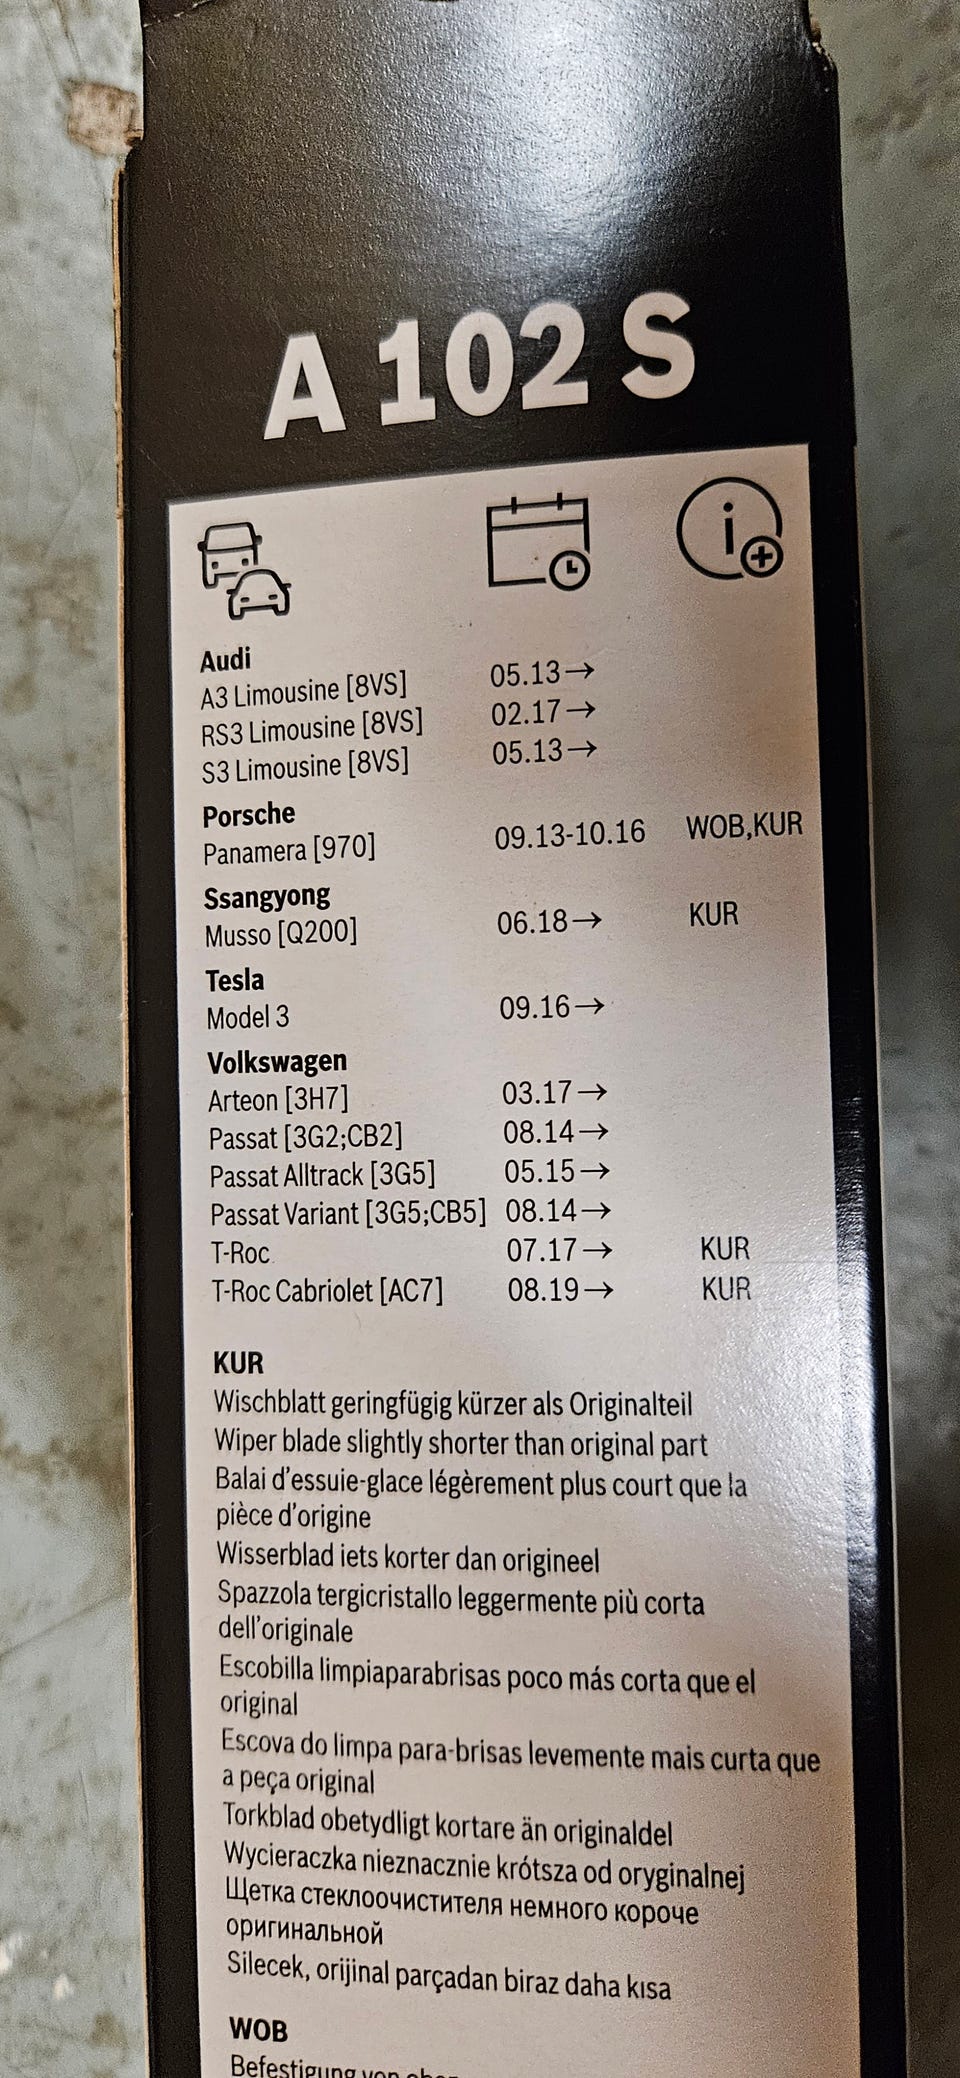 A 102 S
Audi
A3 Limousine [8VS] 05.13→
RS3 Limousine [8VS] 02.17→
S3 Limousine [8VS] 05.13→
Porsche
Panamera [970] 09.13-10.16 WOB,KUR
Ssangyong
Musso [Q200] 06.18→ KUR
Tesla
Model 3 09.16→
Volkswagen
Arteon [3H7] 03.17→
Passat [3G2;CB2] 08.14→
Passat Alltrack [3G5] 05.15→
Passat Variant [3G5;CB5] 08.14→
T-Roc 07.17→ KUR
T-Roc Cabriolet [AC7] 08.19→ KUR
KUR
Wischblatt geringfügig kürzer als Originalteil
Wiper blade slightly shorter than original part
Balai d'essuie-glace légèrement plus court que la
pièce d'origine
Wisserblad iets korter dan origineel
Spazzola tergicristallo leggermente più corta
dell'originale
Escobilla limpiaparabrisas poco más corta que el
original
Escova do limpa para-brisas levemente mais curta que
a peça original
Torkblad obetydligt kortare än originaldel
Wycieraczka nieznacznie krótsza od oryginalnej
Щетка стеклоочистителя немного короче
оригинальной
Silecek, orijinal parçadan biraz daha kısa
WOB
Befestigung von oben